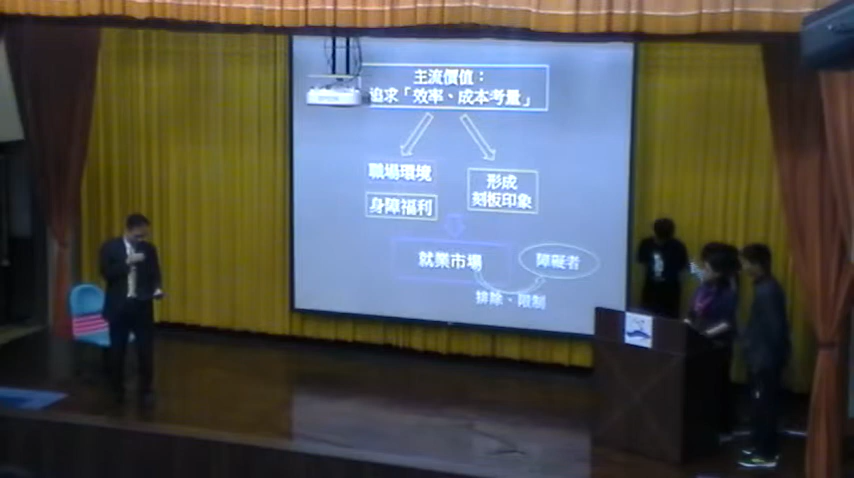 主流價值：
追求「效率、成本考量」
職場環境
形成
刻板印象
身障福利
就業市場
障礙者
排除、限制